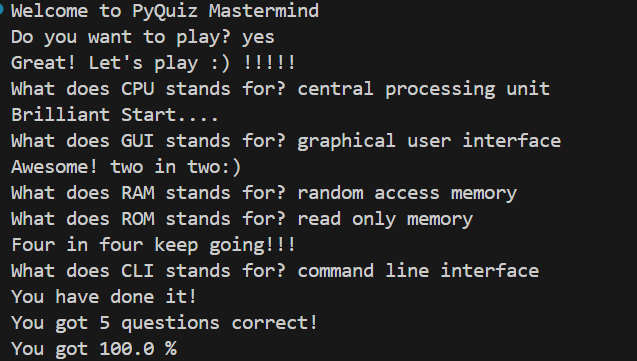 Welcome to PyQuiz Mastermind
Do you want to play? yes
Great! Let's play :) !!!!!
What does CPU stands for? central processing unit
Brilliant Start....
What does GUI stands for? graphical user interface
Awesome! two in two:)
What does RAM stands for? random access memory
What does ROM stands for? read only memory
Four in four keep going!!!
What does CLI stands for? command line interface
You have done it!
You got 5 questions correct!
You got 100.0 %